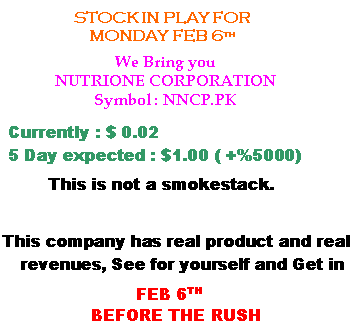 STOCK IN PLAY FOR
MONDAY FEB 6TH
We Bring you
NUTRIONE CORPORATION
Symbol : NNCP.PK
Currently : $ 0.02
5 Day expected : $1.00 ( +%5000)
This is not a smokestack.
This company has real product and real
revenues, See for yourself and Get in
FEB 6TH
BEFORE THE RUSH